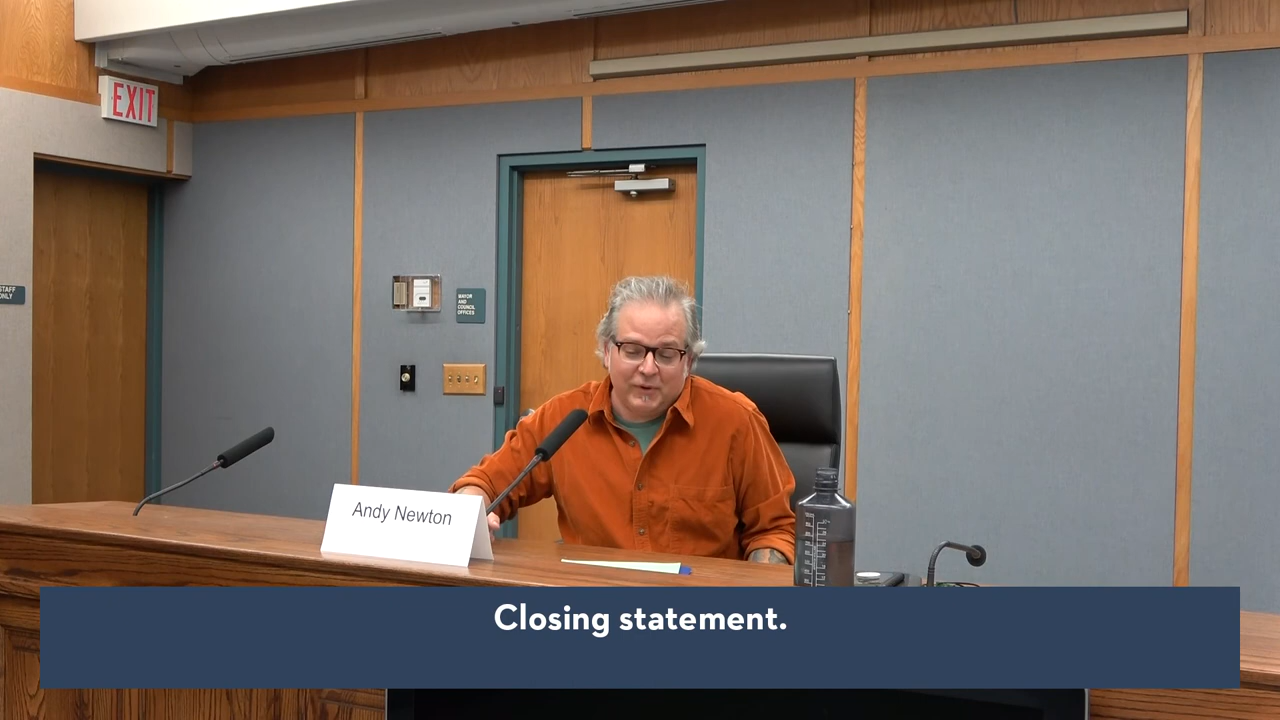 EXIT
STAFF
ONLY
MAYOR
AND
COUNCIL
OFFICES
Andy Newton
Closing statement.